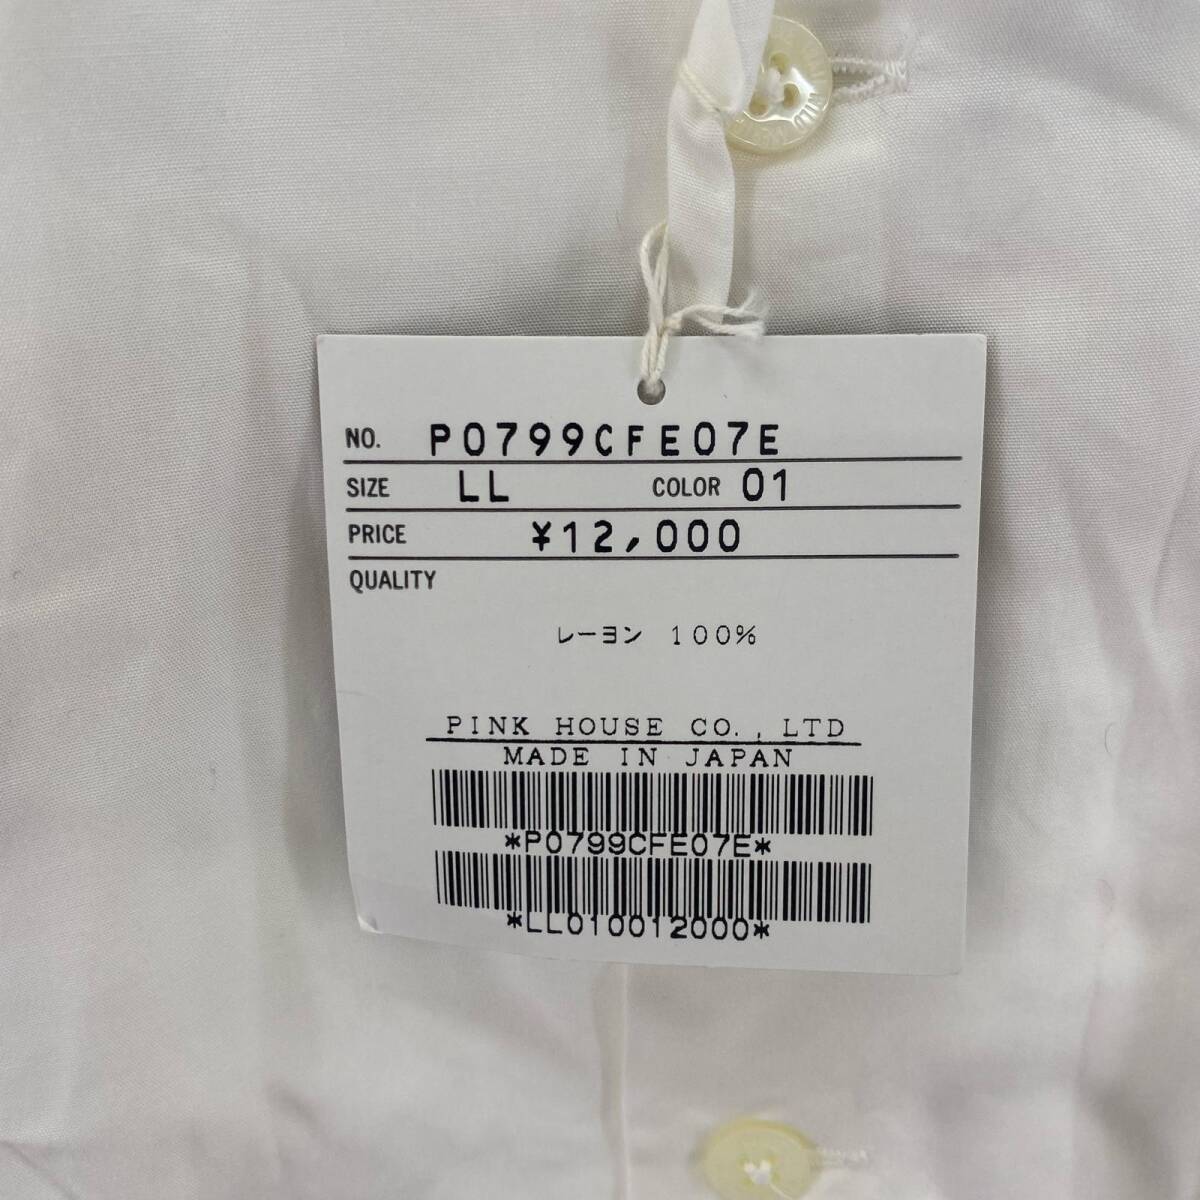 NO. P0799CFE07E
SIZE LL COLOR 01
PRICE ¥12,000
QUALITY
レーヨン 100%
PINK HOUSE CO., LTD
MADE IN JAPAN
*P0799CFE07E*
*LL010012000*